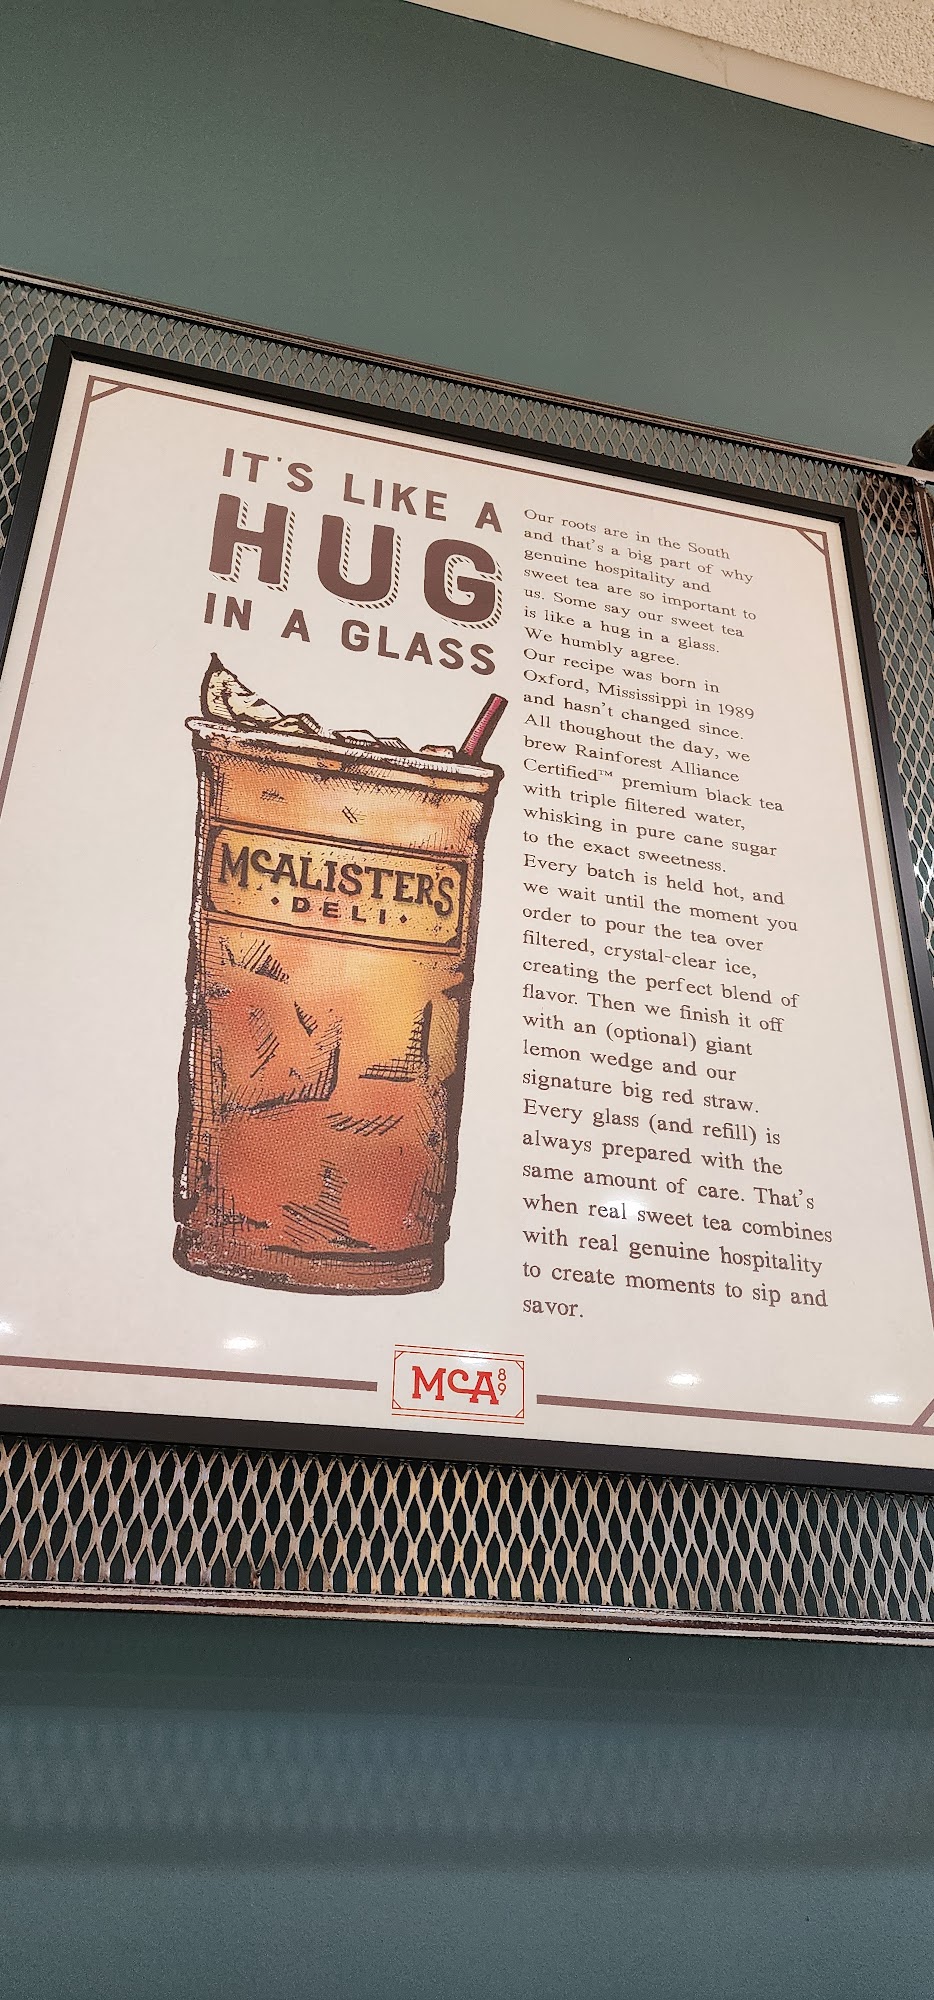 IT'S LIKE A
HUG
IN A GLASS
McALISTER'S
• DELI •
Our roots are in the South
and that's a big part of why
genuine hospitality and
sweet tea are so important to
us. Some say our sweet tea
is like a hug in a glass.
We humbly agree.
Our recipe was born in
Oxford, Mississippi in 1989
and hasn't changed since.
All thoughout the day, we
brew Rainforest Alliance
Certified™ premium black tea
with triple filtered water,
whisking in pure cane sugar
to the exact sweetness.
Every batch is held hot, and
we wait until the moment you
order to pour the tea over
filtered, crystal-clear ice,
creating the perfect blend of
flavor. Then we finish it off
with an (optional) giant
lemon wedge and our
signature big red straw.
Every glass (and refill) is
always prepared with the
same amount of care. That's
when real sweet tea combines
with real genuine hospitality
to create moments to sip and
savor.
McA 89